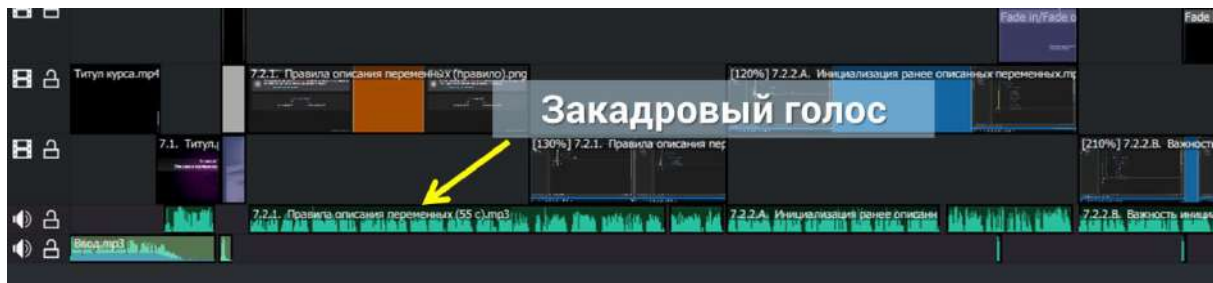 Fade in/Fade o
Fade
Титул курса.mp4
7.2.1. Правила описания переменных (правило).png
[120%] 7.2.2.А. Инициализация ранее описанных переменных.mp
Закадровый голос
7.1. Титул.
[130%] 7.2.1. Правила описания пер
[210%] 7.2.2.В. Важност
7.2.1. Правила описания переменных (55 с).mp3
7.2.2.А. Инициализация ранее описанн
7.2.2.В. Важность иници
Ввод.mp3